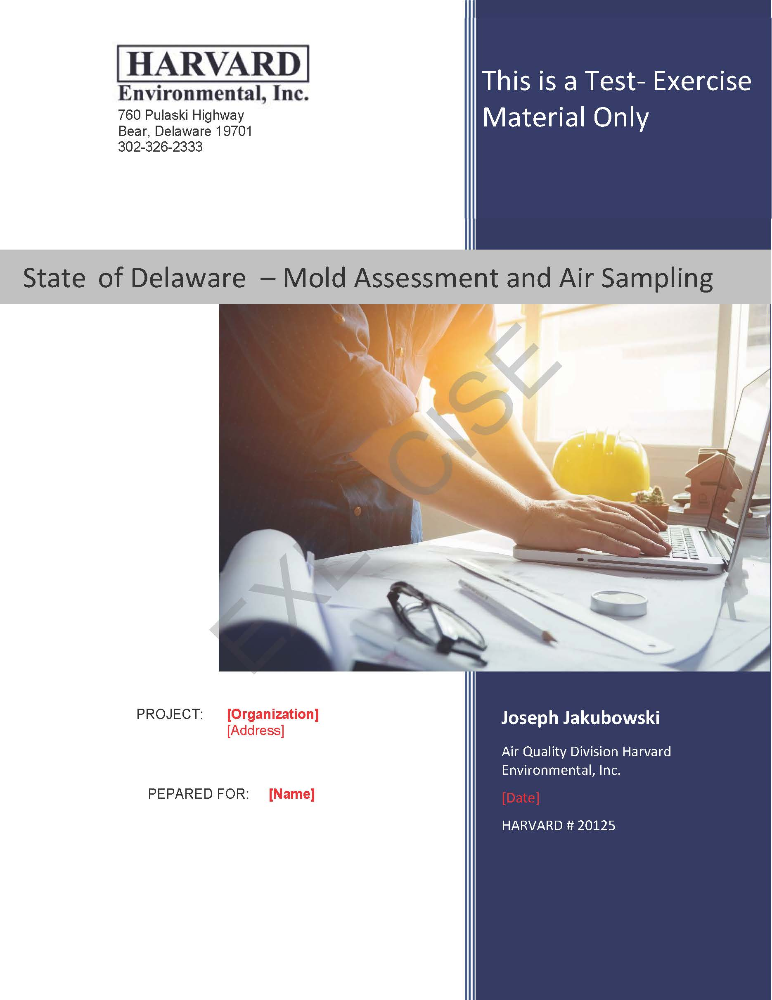 HARVARD
Environmental, Inc.
760 Pulaski Highway
Bear, Delaware 19701
302-326-2333
This is a Test- Exercise
Material Only
State of Delaware – Mold Assessment and Air Sampling
EXERCISE
PROJECT: [Organization]
[Address]
PEPARED FOR: [Name]
Joseph Jakubowski
Air Quality Division Harvard
Environmental, Inc.
[Date]
HARVARD # 20125